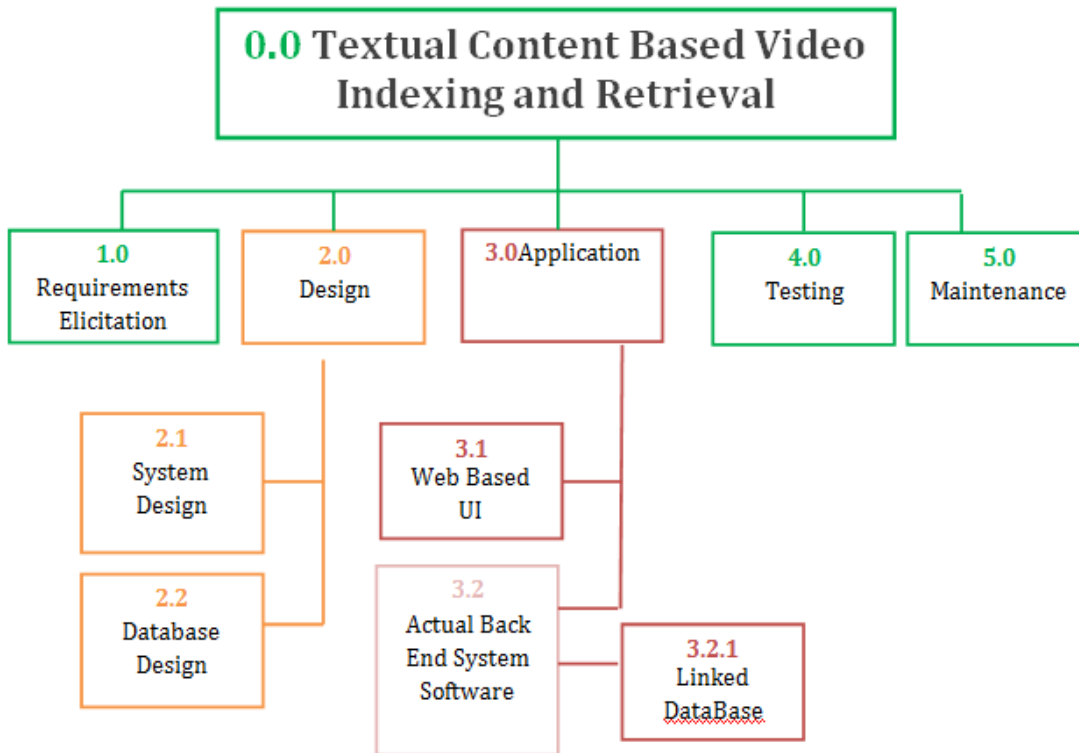 0.0 Textual Content Based Video
Indexing and Retrieval
1.0
Requirements
Elicitation
2.0
Design
3.0Application
4.0
Testing
5.0
Maintenance
2.1
System
Design
2.2
Database
Design
3.1
Web Based
UI
3.2
Actual Back
End System
Software
3.2.1
Linked
DataBase